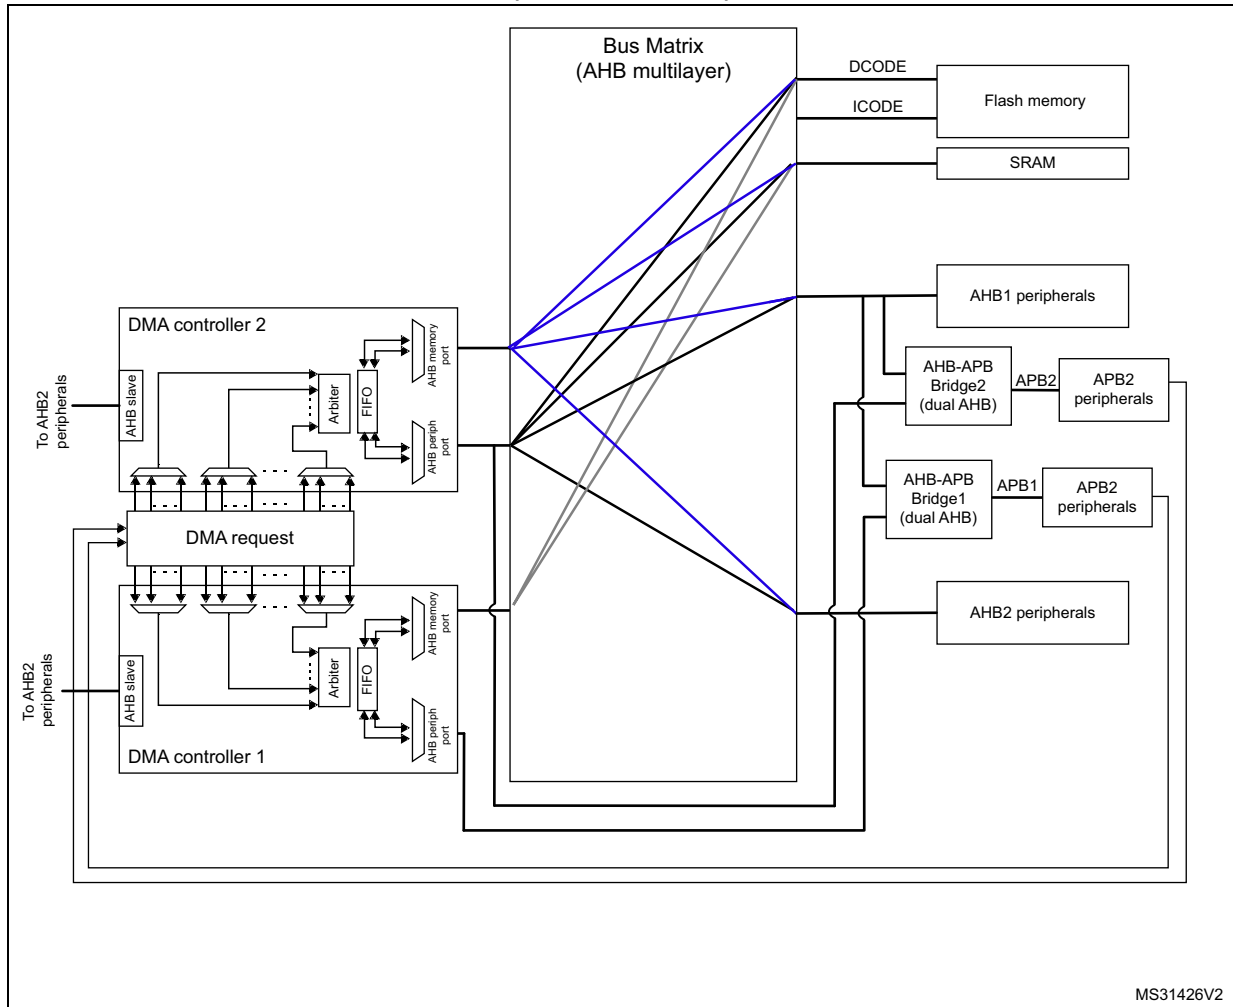 Bus Matrix
(AHB multilayer)
DCODE
Flash memory
ICODE
SRAM
AHB1 peripherals
DMA controller 2
AHB memory
port
AHB-APB
Bridge2
(dual AHB)
APB2
APB2
peripherals
To AHB2
peripherals
AHB slave
Arbiter
FIFO
AHB periph
port
AHB-APB
Bridge1
(dual AHB)
APB1
APB2
peripherals
DMA request
AHB2 peripherals
AHB memory
port
To AHB2
peripherals
AHB slave
Arbiter
FIFO
AHB periph
port
DMA controller 1
MS31426V2